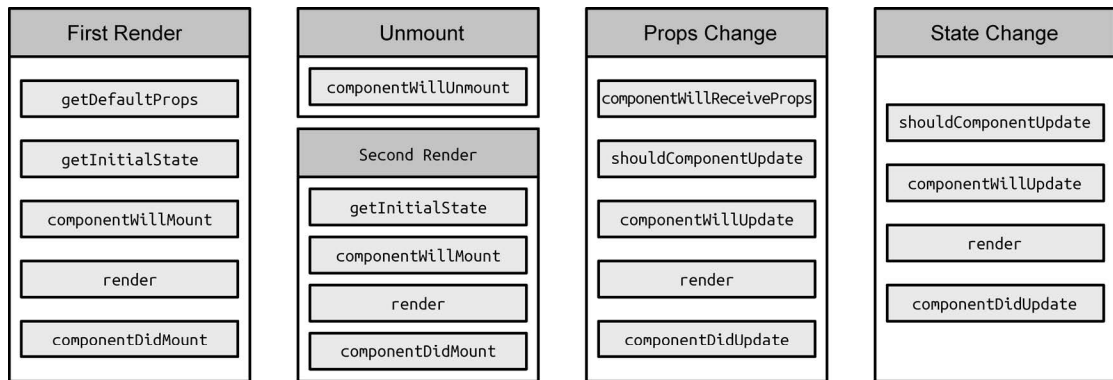 First Render
getDefaultProps
getInitialState
componentWillMount
render
componentDidMount
Unmount
componentWillUnmount
Second Render
getInitialState
componentWillMount
render
componentDidMount
Props Change
componentWillReceiveProps
shouldComponentUpdate
componentWillUpdate
render
componentDidUpdate
State Change
shouldComponentUpdate
componentWillUpdate
render
componentDidUpdate